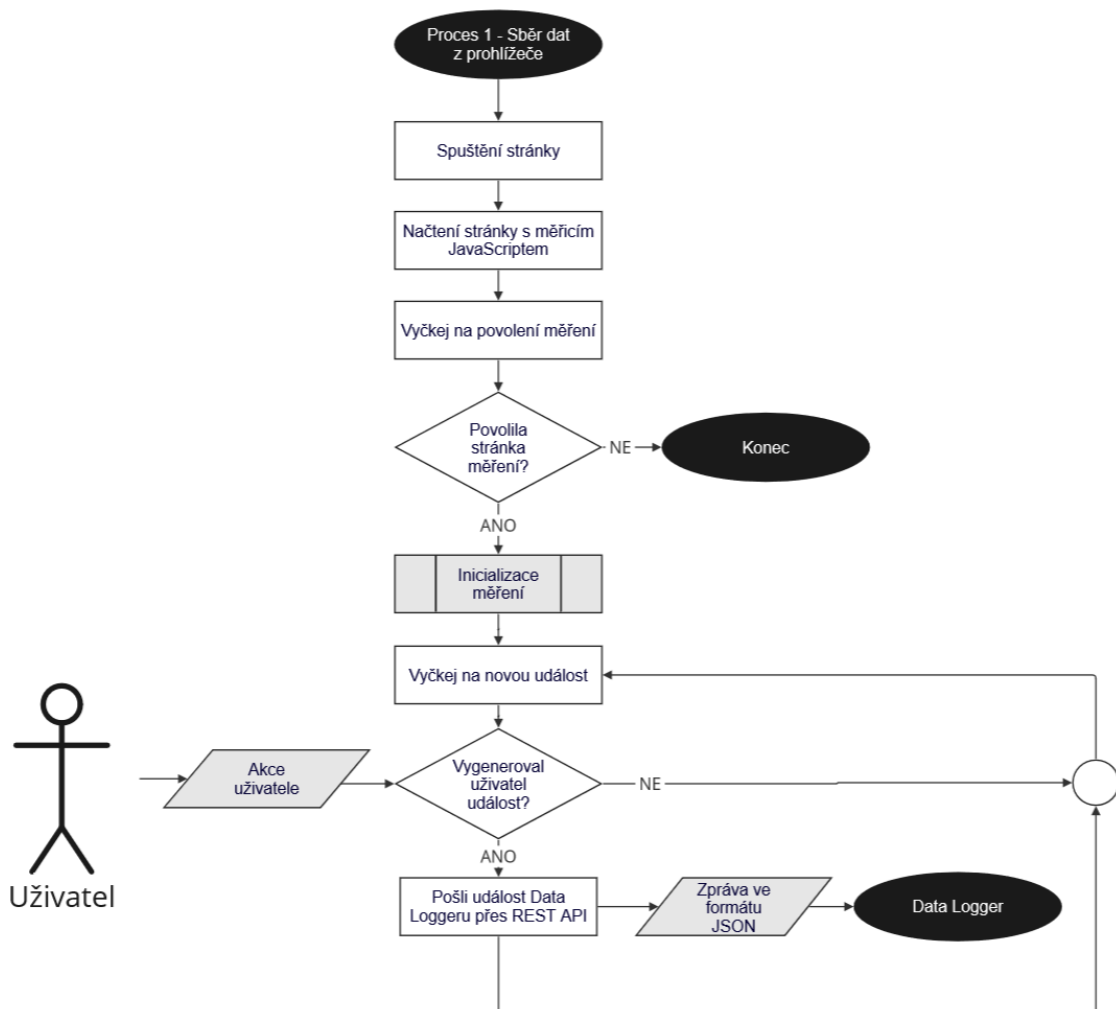 Proces 1 - Sběr dat
z prohlížeče
Spuštění stránky
Načtení stránky s měřicím
JavaScriptem
Vyčkej na povolení měření
Povolila
stránka
měření?
NE
Konec
ANO
Inicializace
měření
Vyčkej na novou událost
Akce
uživatele
Vygeneroval
uživatel
událost?
NE
Uživatel
ANO
Pošli událost Data
Loggeru přes REST API
Zpráva ve
formátu
JSON
Data Logger